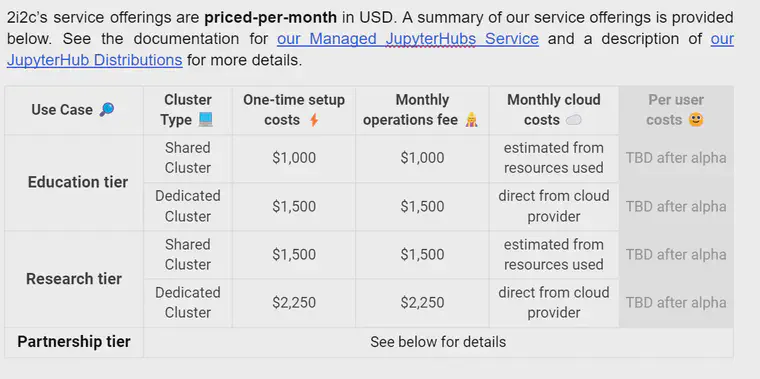 2i2c's service offerings are priced-per-month in USD. A summary of our service offerings is provided
below. See the documentation for our Managed JupyterHubs Service and a description of our
JupyterHub Distributions for more details.
Use Case 🔎 Cluster Type 💻 One-time setup costs ⚡ Monthly operations fee 👷 Monthly cloud costs ☁️ Per user costs 🤓
Education tier
Shared Cluster $1,000 $1,000 estimated from resources used TBD after alpha
Dedicated Cluster $1,500 $1,500 direct from cloud provider TBD after alpha
Research tier
Shared Cluster $1,500 $1,500 estimated from resources used TBD after alpha
Dedicated Cluster $2,250 $2,250 direct from cloud provider TBD after alpha
Partnership tier See below for details